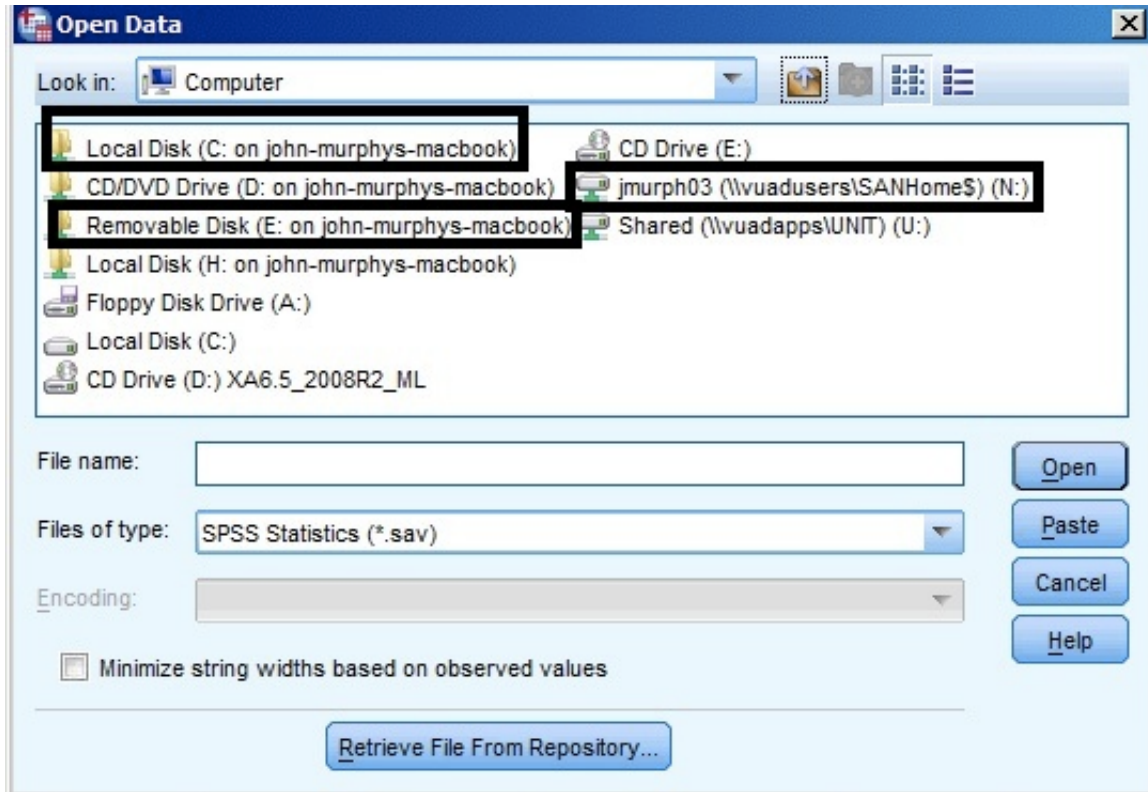 Open Data
Look in: Computer
Local Disk (C: on john-murphys-macbook)
CD/DVD Drive (D: on john-murphys-macbook)
Removable Disk (E: on john-murphys-macbook)
Local Disk (H: on john-murphys-macbook)
Floppy Disk Drive (A:)
Local Disk (C:)
CD Drive (D:) XA6.5_2008R2_ML
CD Drive (E:)
jmurph03 (\\vuadusers\SANHome$) (N:)
Shared (\\vuadapps\UNIT) (U:)
File name:
Open
Files of type: SPSS Statistics (*.sav)
Paste
Encoding:
Cancel
Help
Minimize string widths based on observed values
Retrieve File From Repository...